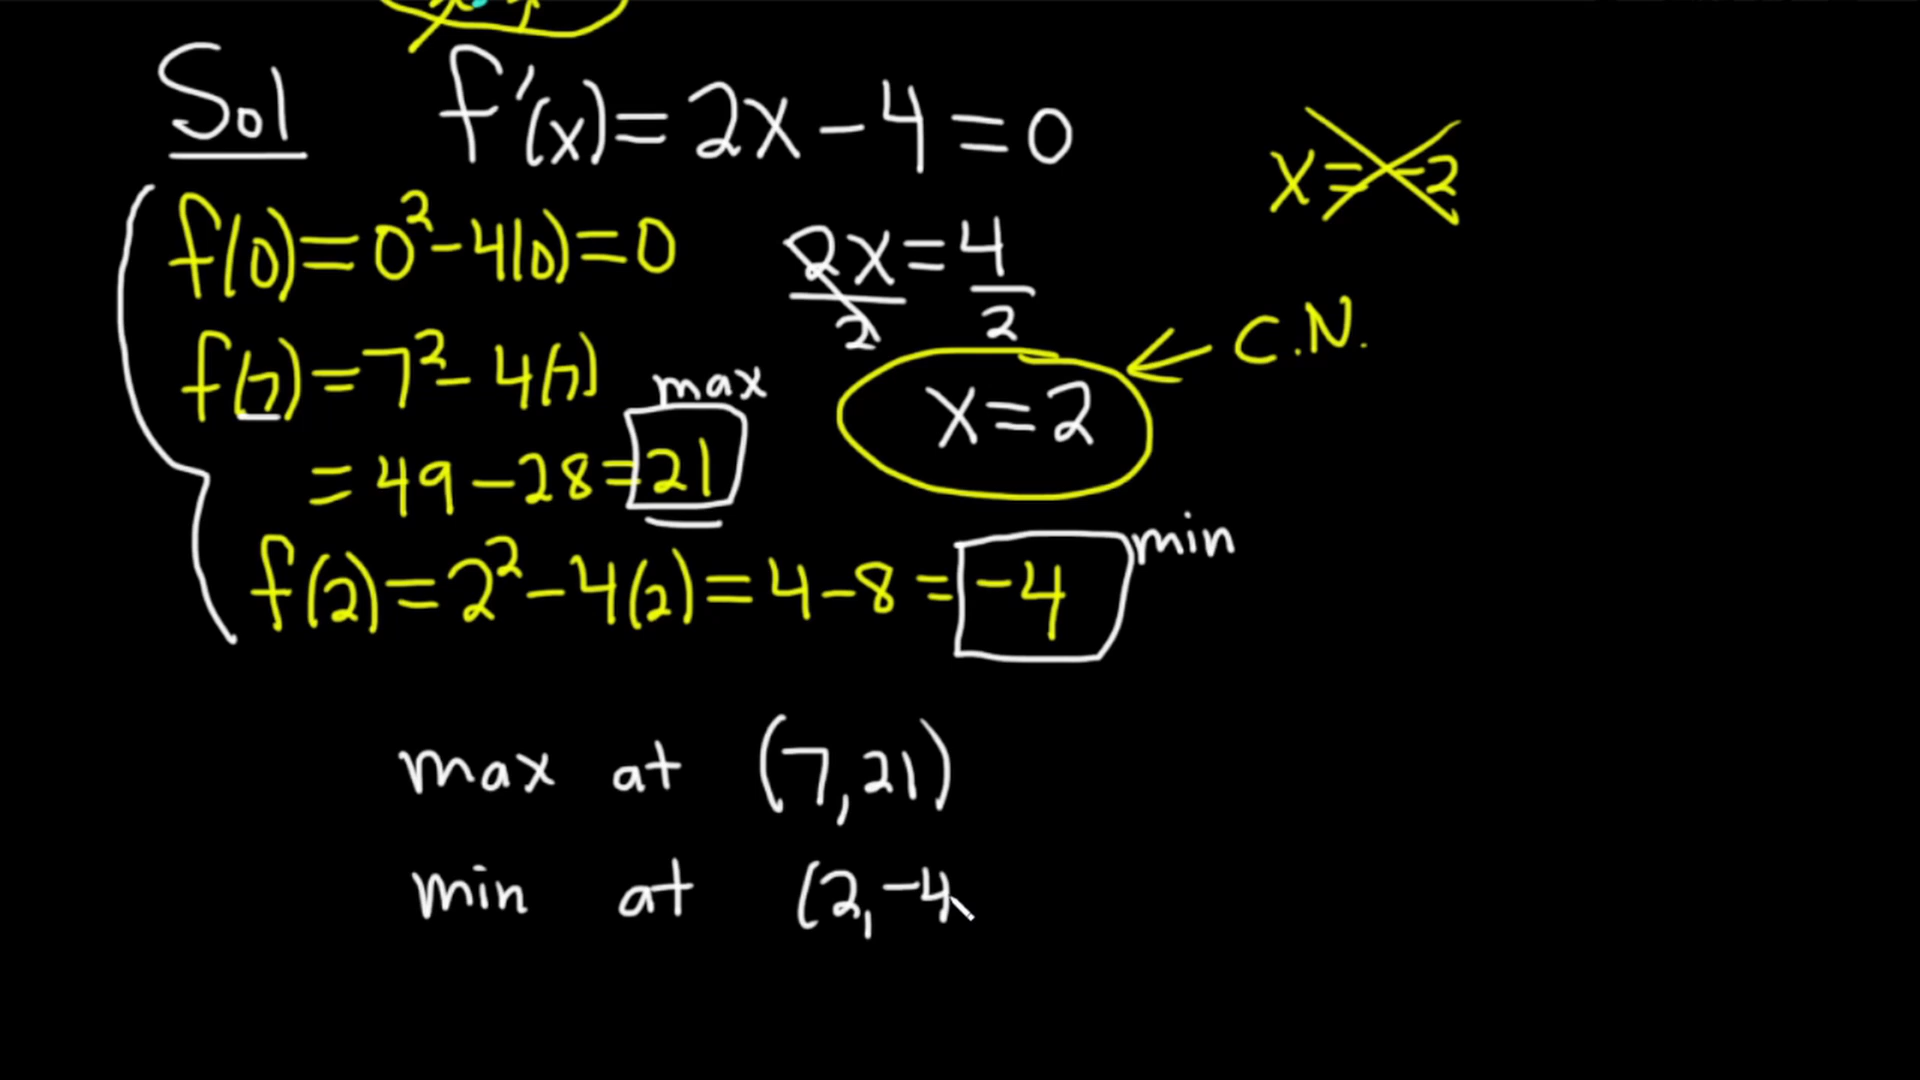 Sol f'(x) = 2x - 4 = 0
x = -2
f(0) = 0² - 4(0) = 0
2x = 4
2 2
C.N.
f(7) = 7² - 4(7)
max
x = 2
= 49 - 28 = 21
min
f(2) = 2² - 4(2) = 4 - 8 = -4
max at (7, 21)
min at (2, -4